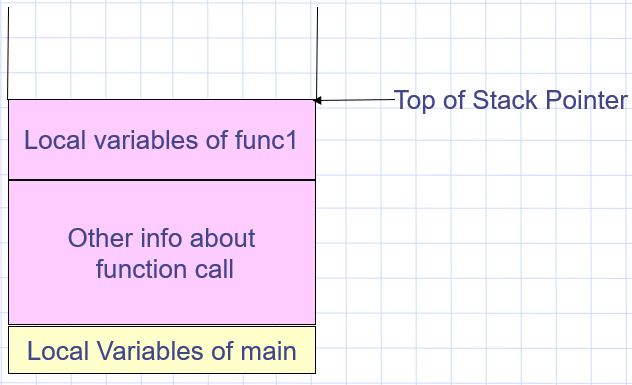 Top of Stack Pointer
Local variables of func1
Other info about
function call
Local Variables of main